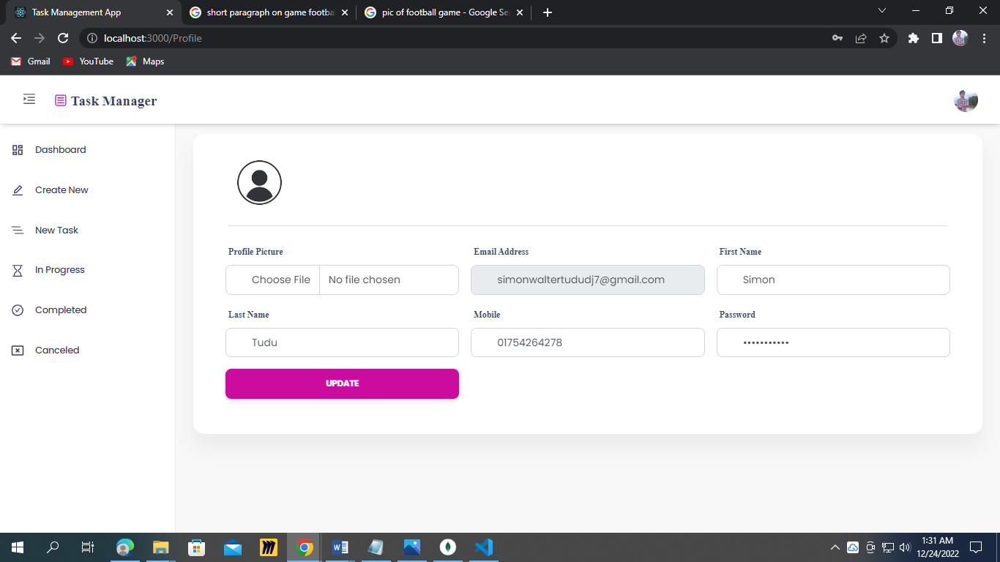 Task Management App
short paragraph on game footbal
pic of football game - Google Se
localhost:3000/Profile
Gmail
YouTube
Maps
Task Manager
Dashboard
Create New
New Task
In Progress
Completed
Canceled
Profile Picture
Email Address
First Name
Choose File
No file chosen
simonwaltertududj7@gmail.com
Simon
Last Name
Mobile
Password
Tudu
01754264278
•••••••••••
UPDATE
1:31 AM
12/24/2022